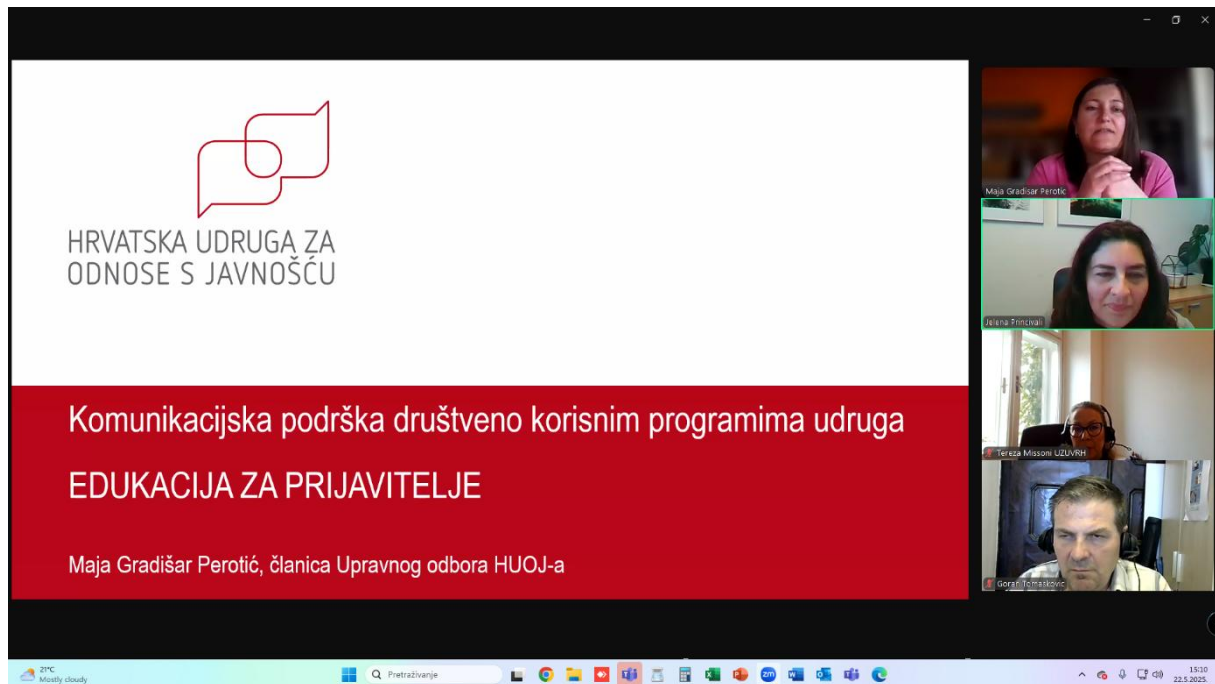 HRVATSKA UDRUGA ZA
ODNOSE S JAVNOŠĆU
Komunikacijska podrška društveno korisnim programima udruga
EDUKACIJA ZA PRIJAVITELJE
Maja Gradišar Perotić, članica Upravnog odbora HUOJ-a
Maja Gradisar Perotic
Jelena Princivali
Tereza Missoni UZUVRH
Goran Tomaskovic
21°C
Mostly cloudy
Pretraživanje
15:10
22.5.2025.